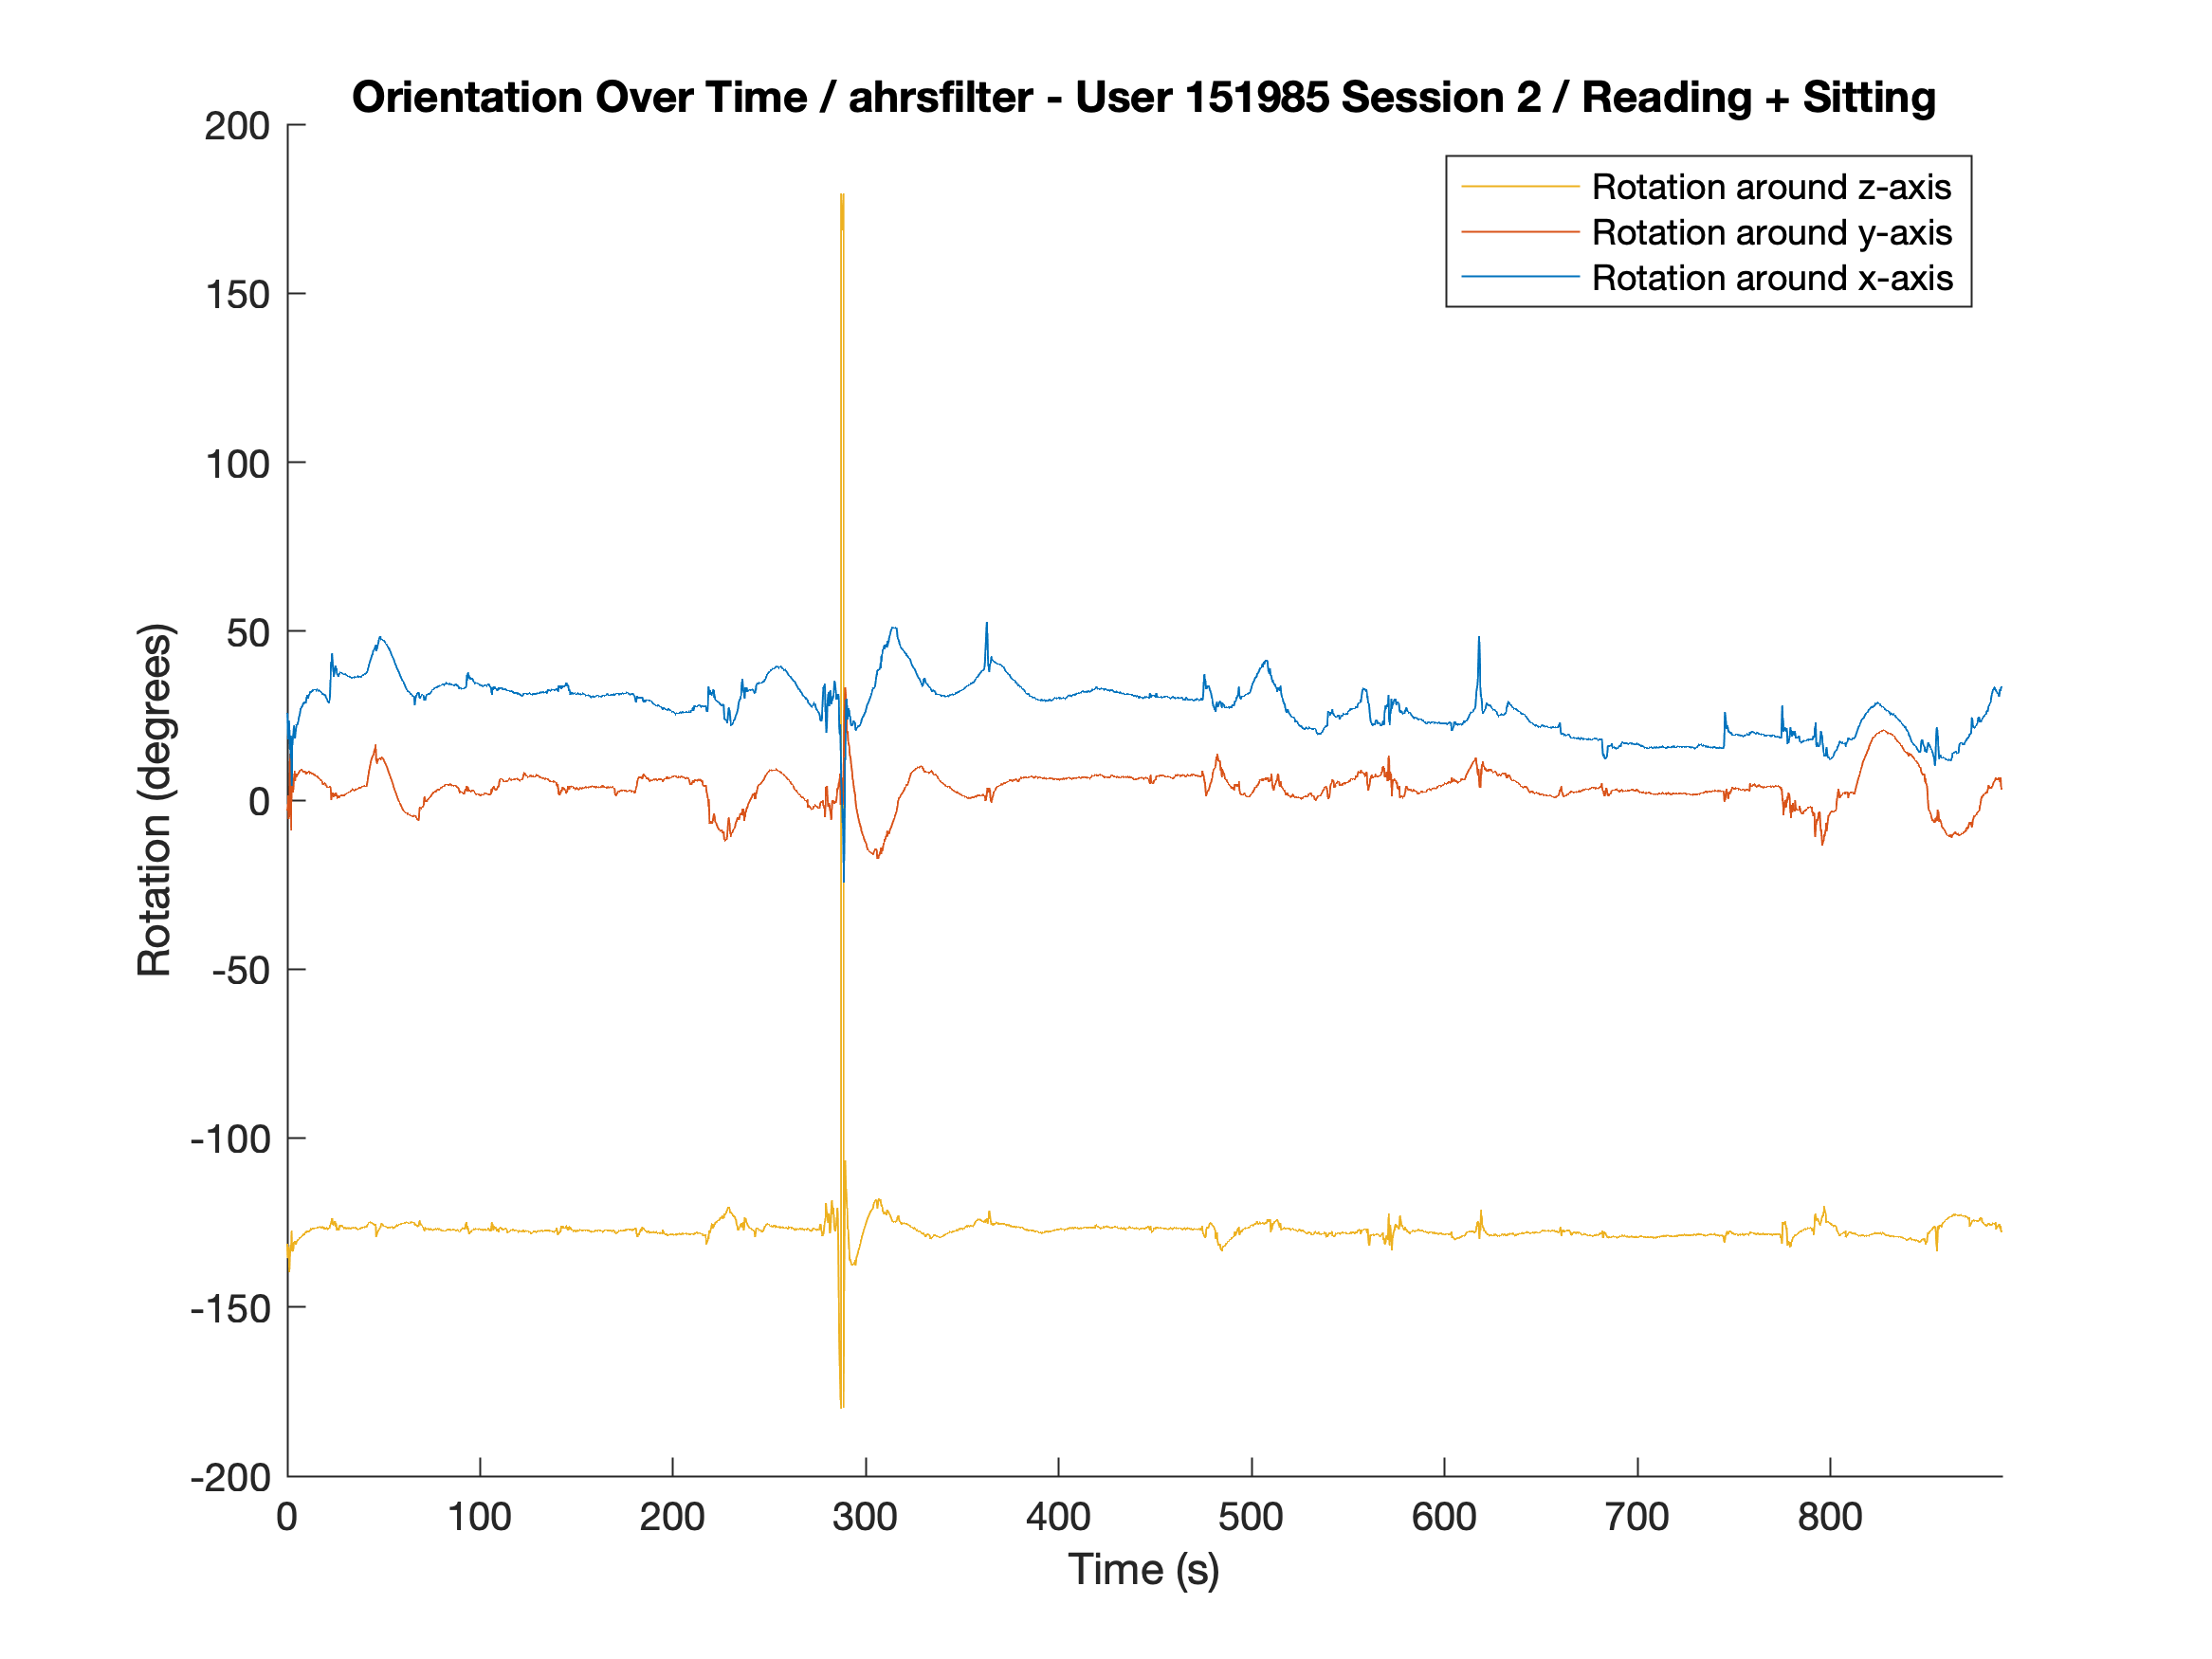 Orientation Over Time / ahrsfilter - User 151985 Session 2 / Reading + Sitting
Rotation around z-axis
Rotation around y-axis
Rotation around x-axis
200
150
100
50
0
-50
-100
-150
-200
Rotation (degrees)
0 100 200 300 400 500 600 700 800
Time (s)